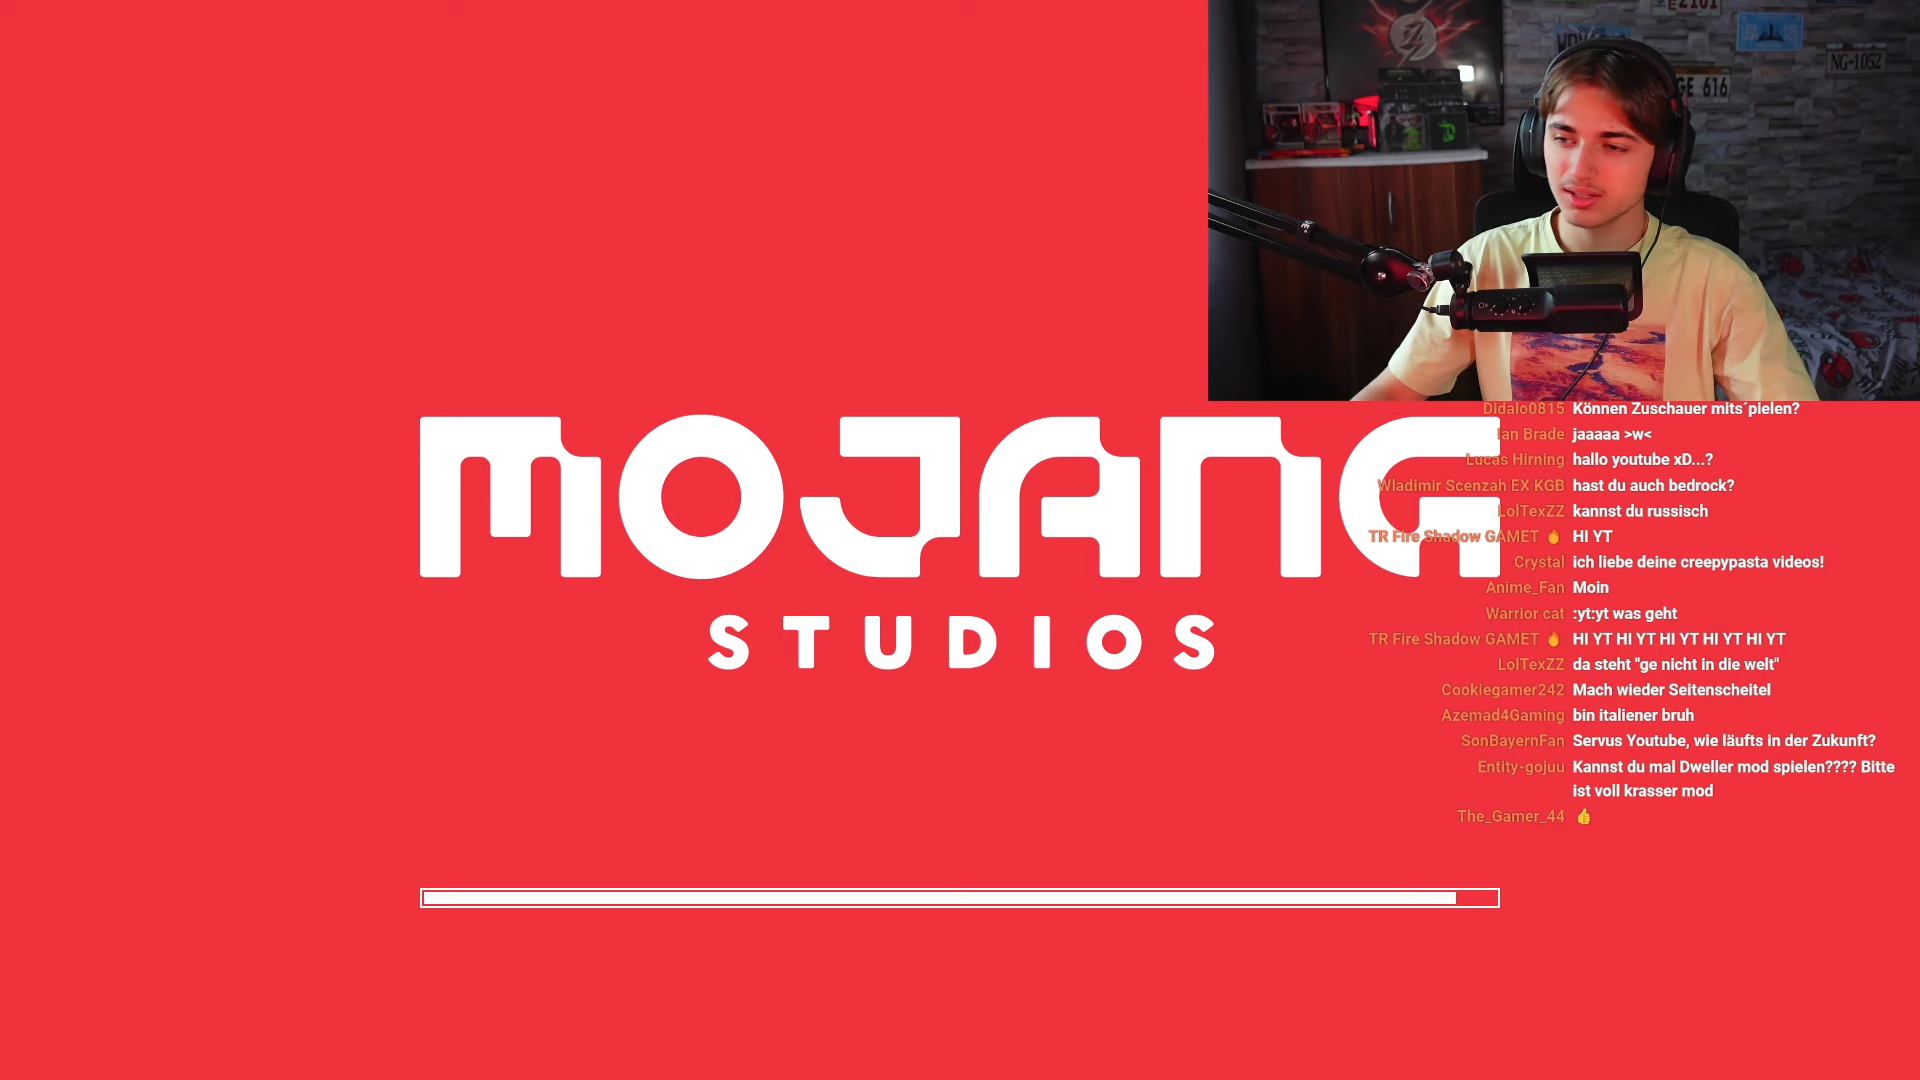 NG-1052
GE 616
MOJANG
STUDIOS
Didalo0815 Können Zuschauer mits´pielen?
Ian Brade jaaaaa >w<
Lucas Hirning hallo youtube xD...?
Wladimir Scenzah EX KGB hast du auch bedrock?
LolTexZZ kannst du russisch
TR Fire Shadow GAMET 🔥 HI YT
Crystal ich liebe deine creepypasta videos!
Anime_Fan Moin
Warrior cat :yt:yt was geht
TR Fire Shadow GAMET 🔥 HI YT HI YT HI YT HI YT HI YT
LolTexZZ da steht "ge nicht in die welt"
Cookiegamer242 Mach wieder Seitenscheitel
Azemad4Gaming bin italiener bruh
SonBayernFan Servus Youtube, wie läufts in der Zukunft?
Entity-gojuu Kannst du mal Dweller mod spielen???? Bitte
ist voll krasser mod
The_Gamer_44 👍